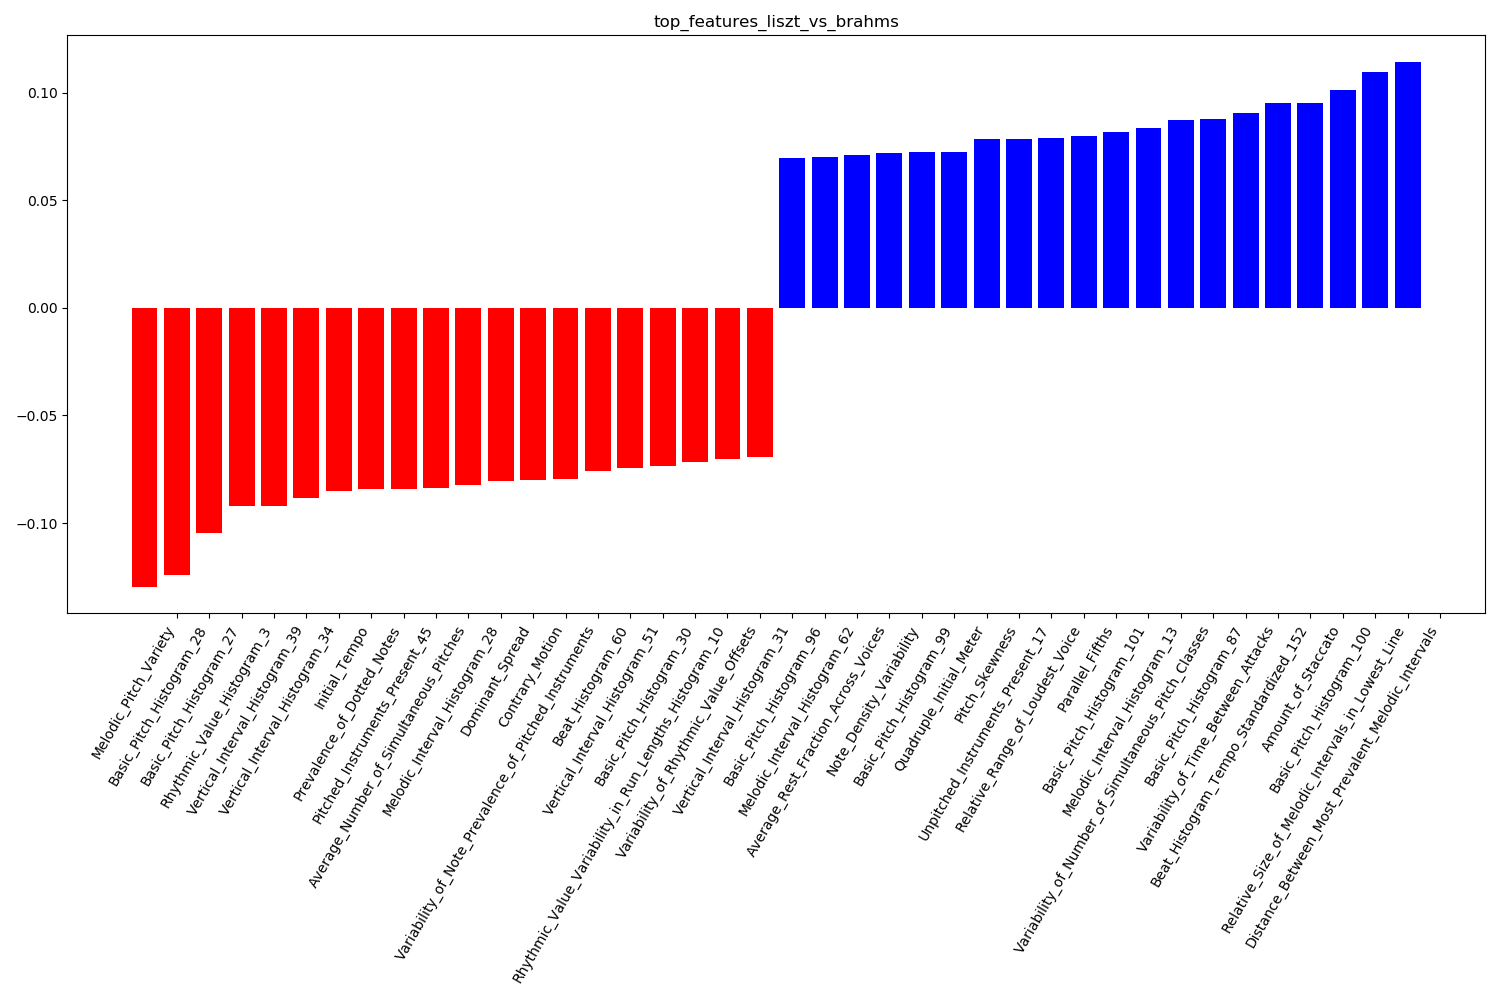 top_features_liszt_vs_brahms
0.10
0.05
0.00
−0.05
−0.10
Melodic_Pitch_Variety
Basic_Pitch_Histogram_28
Basic_Pitch_Histogram_27
Rhythmic_Value_Histogram_3
Vertical_Interval_Histogram_39
Vertical_Interval_Histogram_34
Initial_Tempo
Prevalence_of_Dotted_Notes
Pitched_Instruments_Present_45
Average_Number_of_Simultaneous_Pitches
Melodic_Interval_Histogram_28
Dominant_Spread
Contrary_Motion
Variability_of_Note_Prevalence_of_Pitched_Instruments
Beat_Histogram_60
Vertical_Interval_Histogram_51
Basic_Pitch_Histogram_30
Rhythmic_Value_Variability_in_Run_Lengths_Histogram_10
Variability_of_Rhythmic_Value_Offsets
Vertical_Interval_Histogram_31
Basic_Pitch_Histogram_96
Melodic_Interval_Histogram_62
Average_Rest_Fraction_Across_Voices
Note_Density_Variability
Basic_Pitch_Histogram_99
Quadruple_Initial_Meter
Pitch_Skewness
Unpitched_Instruments_Present_17
Relative_Range_of_Loudest_Voice
Parallel_Fifths
Basic_Pitch_Histogram_101
Melodic_Interval_Histogram_13
Variability_of_Number_of_Simultaneous_Pitch_Classes
Basic_Pitch_Histogram_87
Variability_of_Time_Between_Attacks
Beat_Histogram_Tempo_Standardized_152
Amount_of_Staccato
Basic_Pitch_Histogram_100
Relative_Size_of_Melodic_Intervals_in_Lowest_Line
Distance_Between_Most_Prevalent_Melodic_Intervals